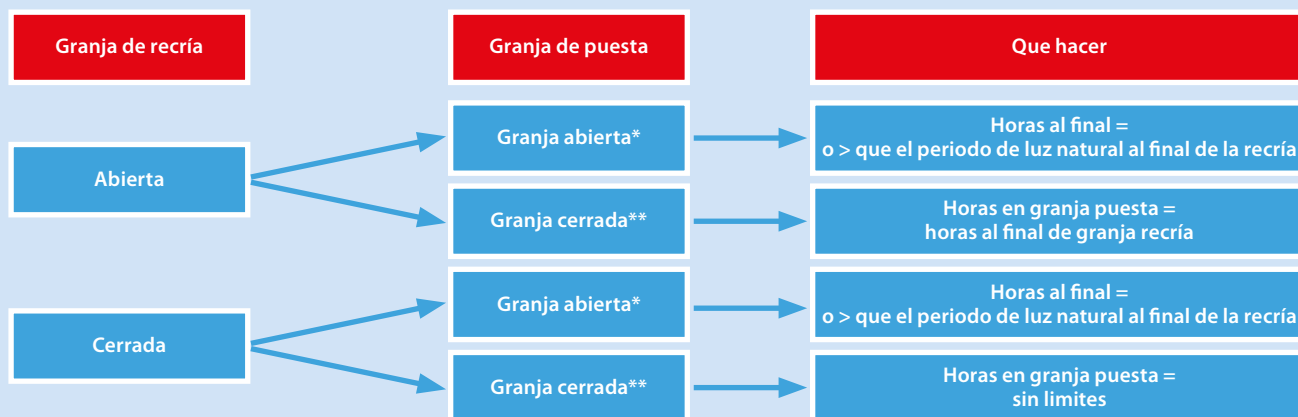 Granja de recría
Granja de puesta
Que hacer
Abierta
Granja abierta*
Horas al final =
o > que el periodo de luz natural al final de la recría
Granja cerrada**
Horas en granja puesta =
horas al final de granja recría
Cerrada
Granja abierta*
Horas al final =
o > que el periodo de luz natural al final de la recría
Granja cerrada**
Horas en granja puesta =
sin limites